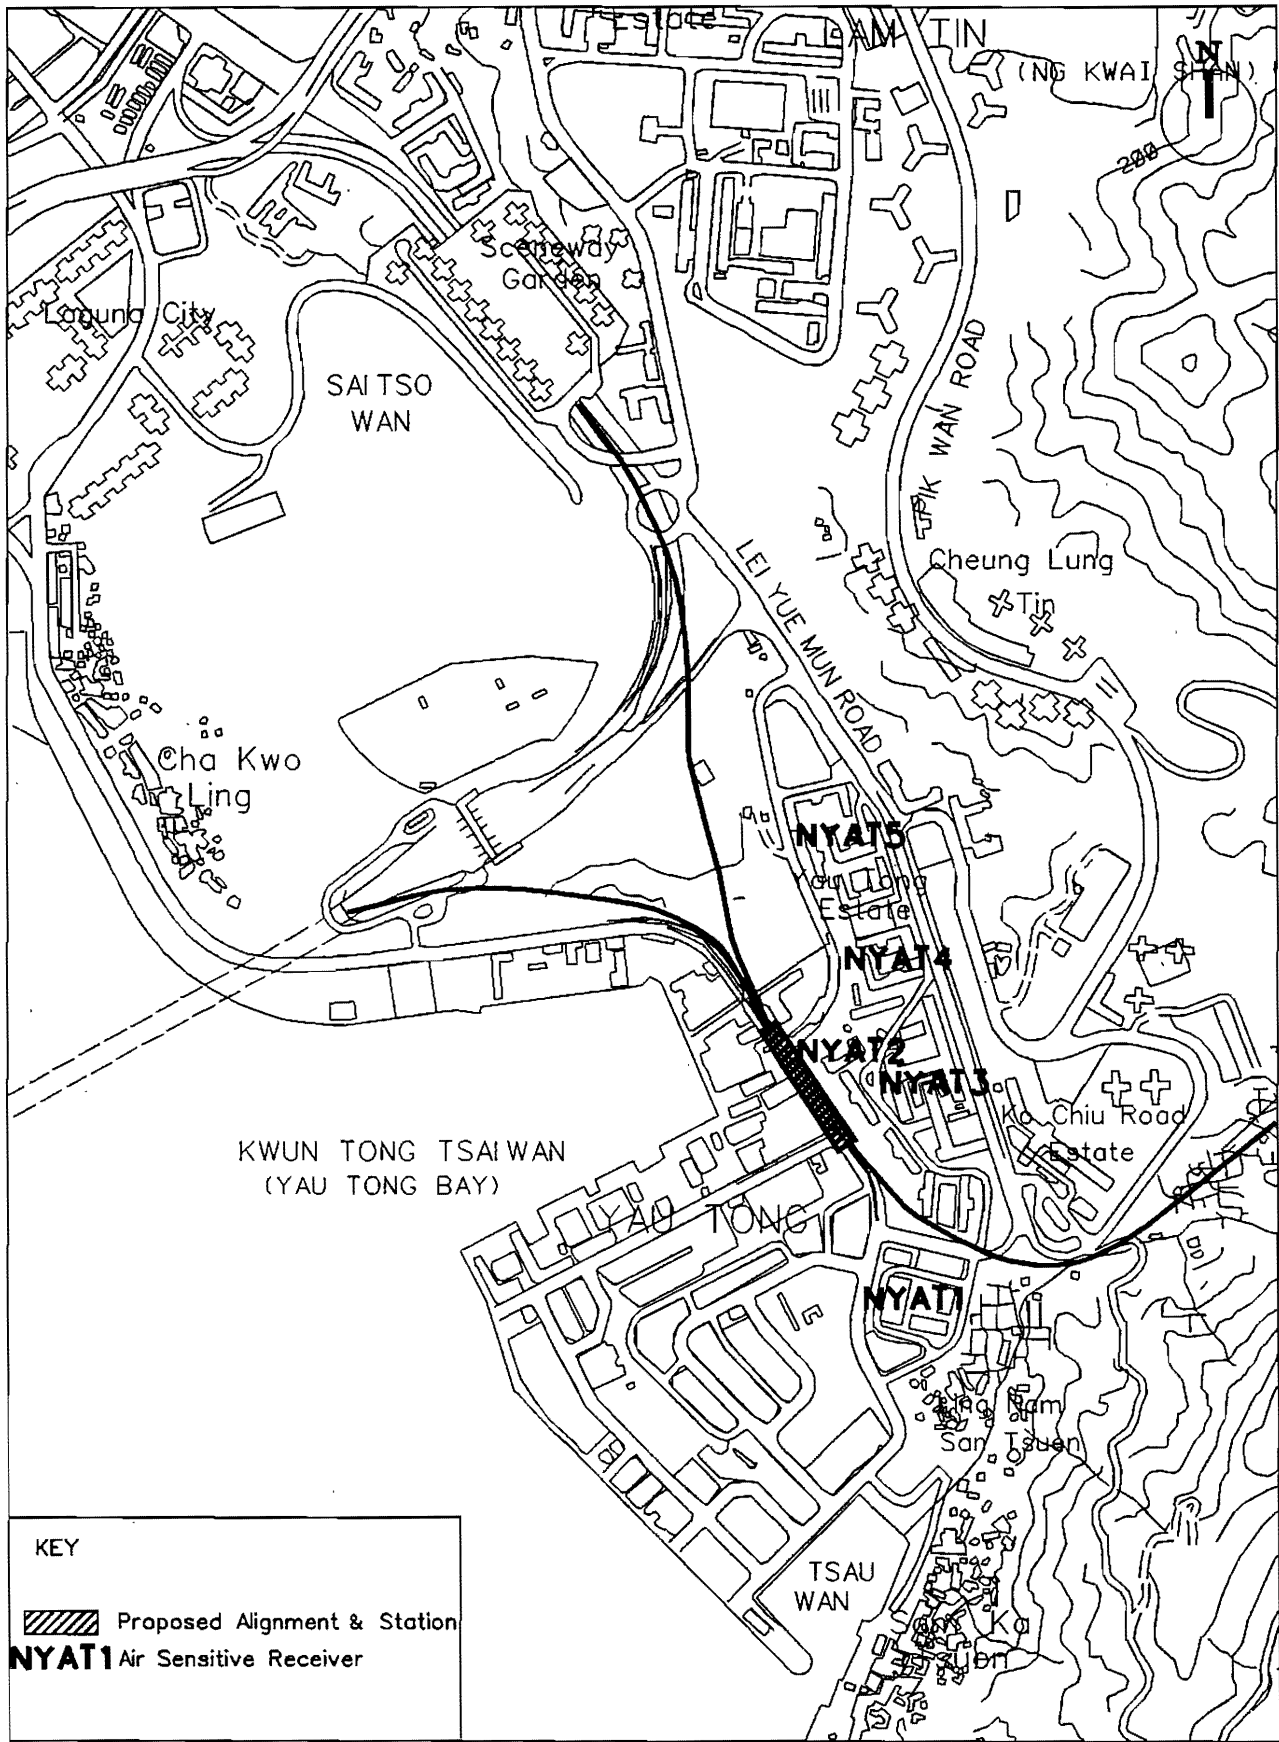 Estate
LAM TIN
N
(NG KWAI SHAN)
200
Sceneway
Garden
Laguna City
SAI TSO
WAN
PIK WAN ROAD
LEI YUE MUN ROAD
Cheung Lung
Tin
Cha Kwo
Ling
NYAT5
Yau Tong
Estate
NYAT4
NYAT2
NYAT3
Ko Chiu Road
Estate
KWUN TONG TSAI WAN
(YAU TONG BAY)
YAU TONG
NYAT1
Ling Nam
San Tsuen
TSAU
WAN
Ka
Tsuen
KEY
Proposed Alignment & Station
NYAT1 Air Sensitive Receiver